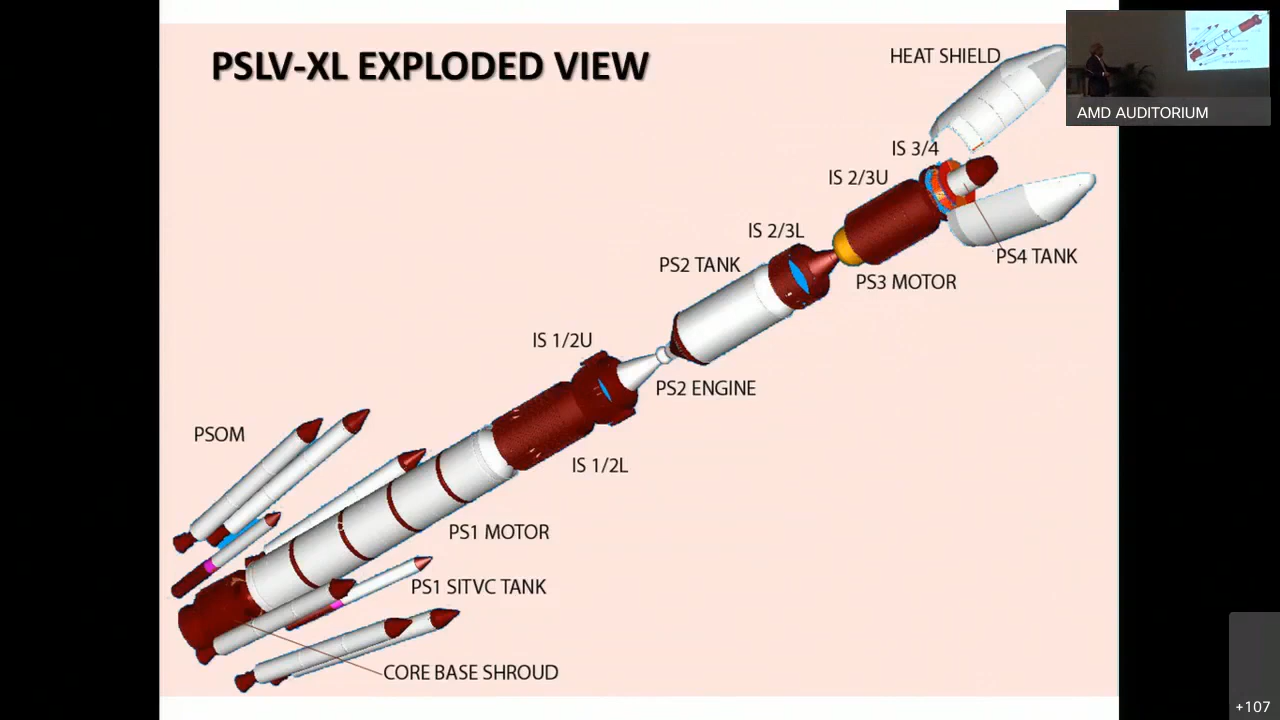 PSLV-XL EXPLODED VIEW
HEAT SHIELD
AMD AUDITORIUM
IS 3/4
IS 2/3U
IS 2/3L
PS4 TANK
PS2 TANK
PS3 MOTOR
IS 1/2U
PS2 ENGINE
PSOM
IS 1/2L
PS1 MOTOR
PS1 SITVC TANK
CORE BASE SHROUD
+107